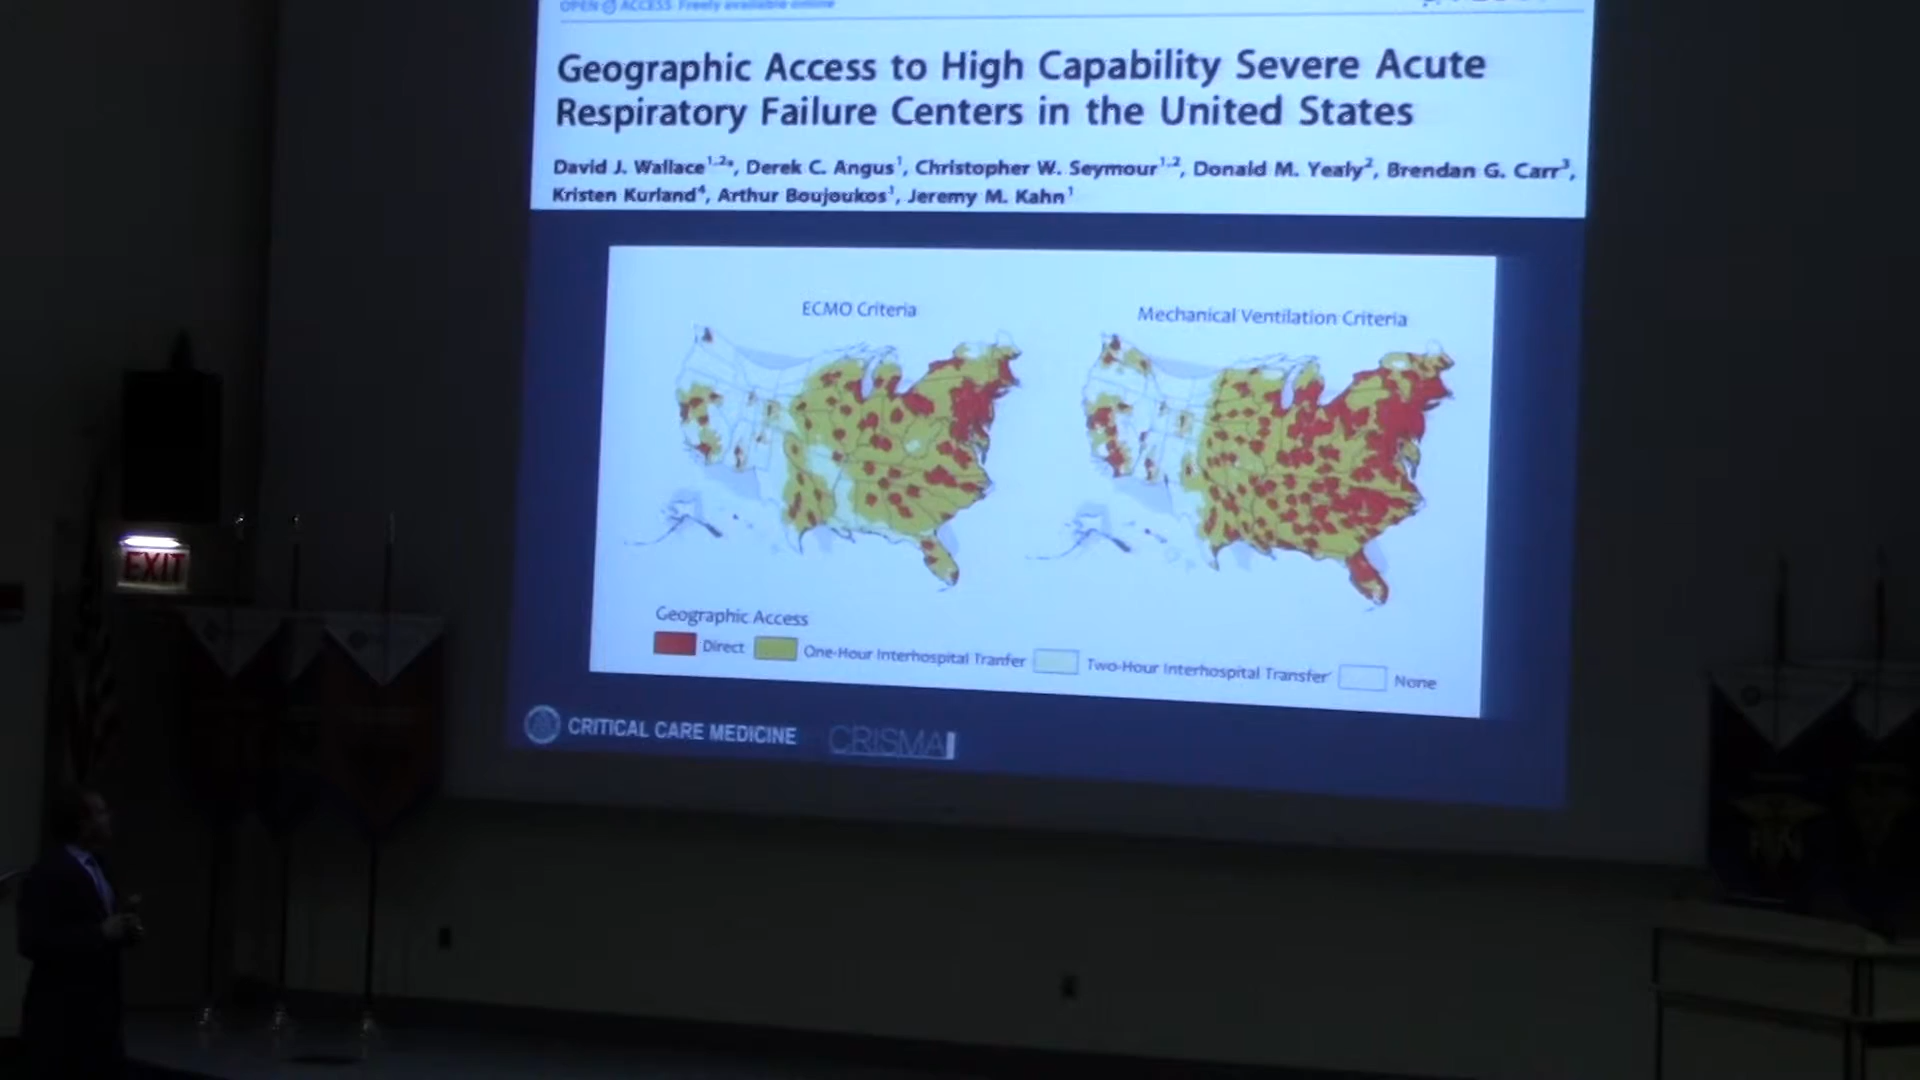 OPEN ACCESS Freely available online
Geographic Access to High Capability Severe Acute
Respiratory Failure Centers in the United States
David J. Wallace1,2*, Derek C. Angus1, Christopher W. Seymour1,2, Donald M. Yealy2, Brendan G. Carr3,
Kristen Kurland4, Arthur Boujoukos1, Jeremy M. Kahn1
ECMO Criteria
Mechanical Ventilation Criteria
Geographic Access
Direct
One-Hour Interhospital Tranfer
Two-Hour Interhospital Transfer
None
CRITICAL CARE MEDICINE
CRISMA
EXIT